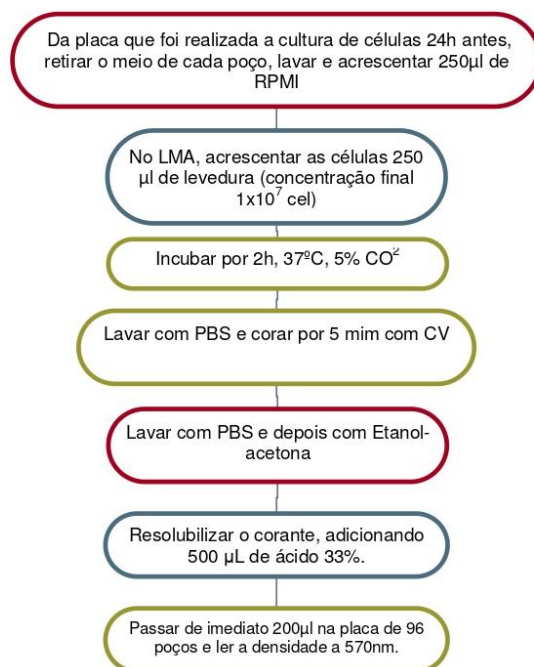 Da placa que foi realizada a cultura de células 24h antes,
retirar o meio de cada poço, lavar e acrescentar 250µl de
RPMI
No LMA, acrescentar as células 250
µl de levedura (concentração final
1x10⁷ cel)
Incubar por 2h, 37ºC, 5% CO²
Lavar com PBS e corar por 5 mim com CV
Lavar com PBS e depois com Etanol-
acetona
Resolubilizar o corante, adicionando
500 µL de ácido 33%.
Passar de imediato 200µl na placa de 96
poços e ler a densidade a 570nm.